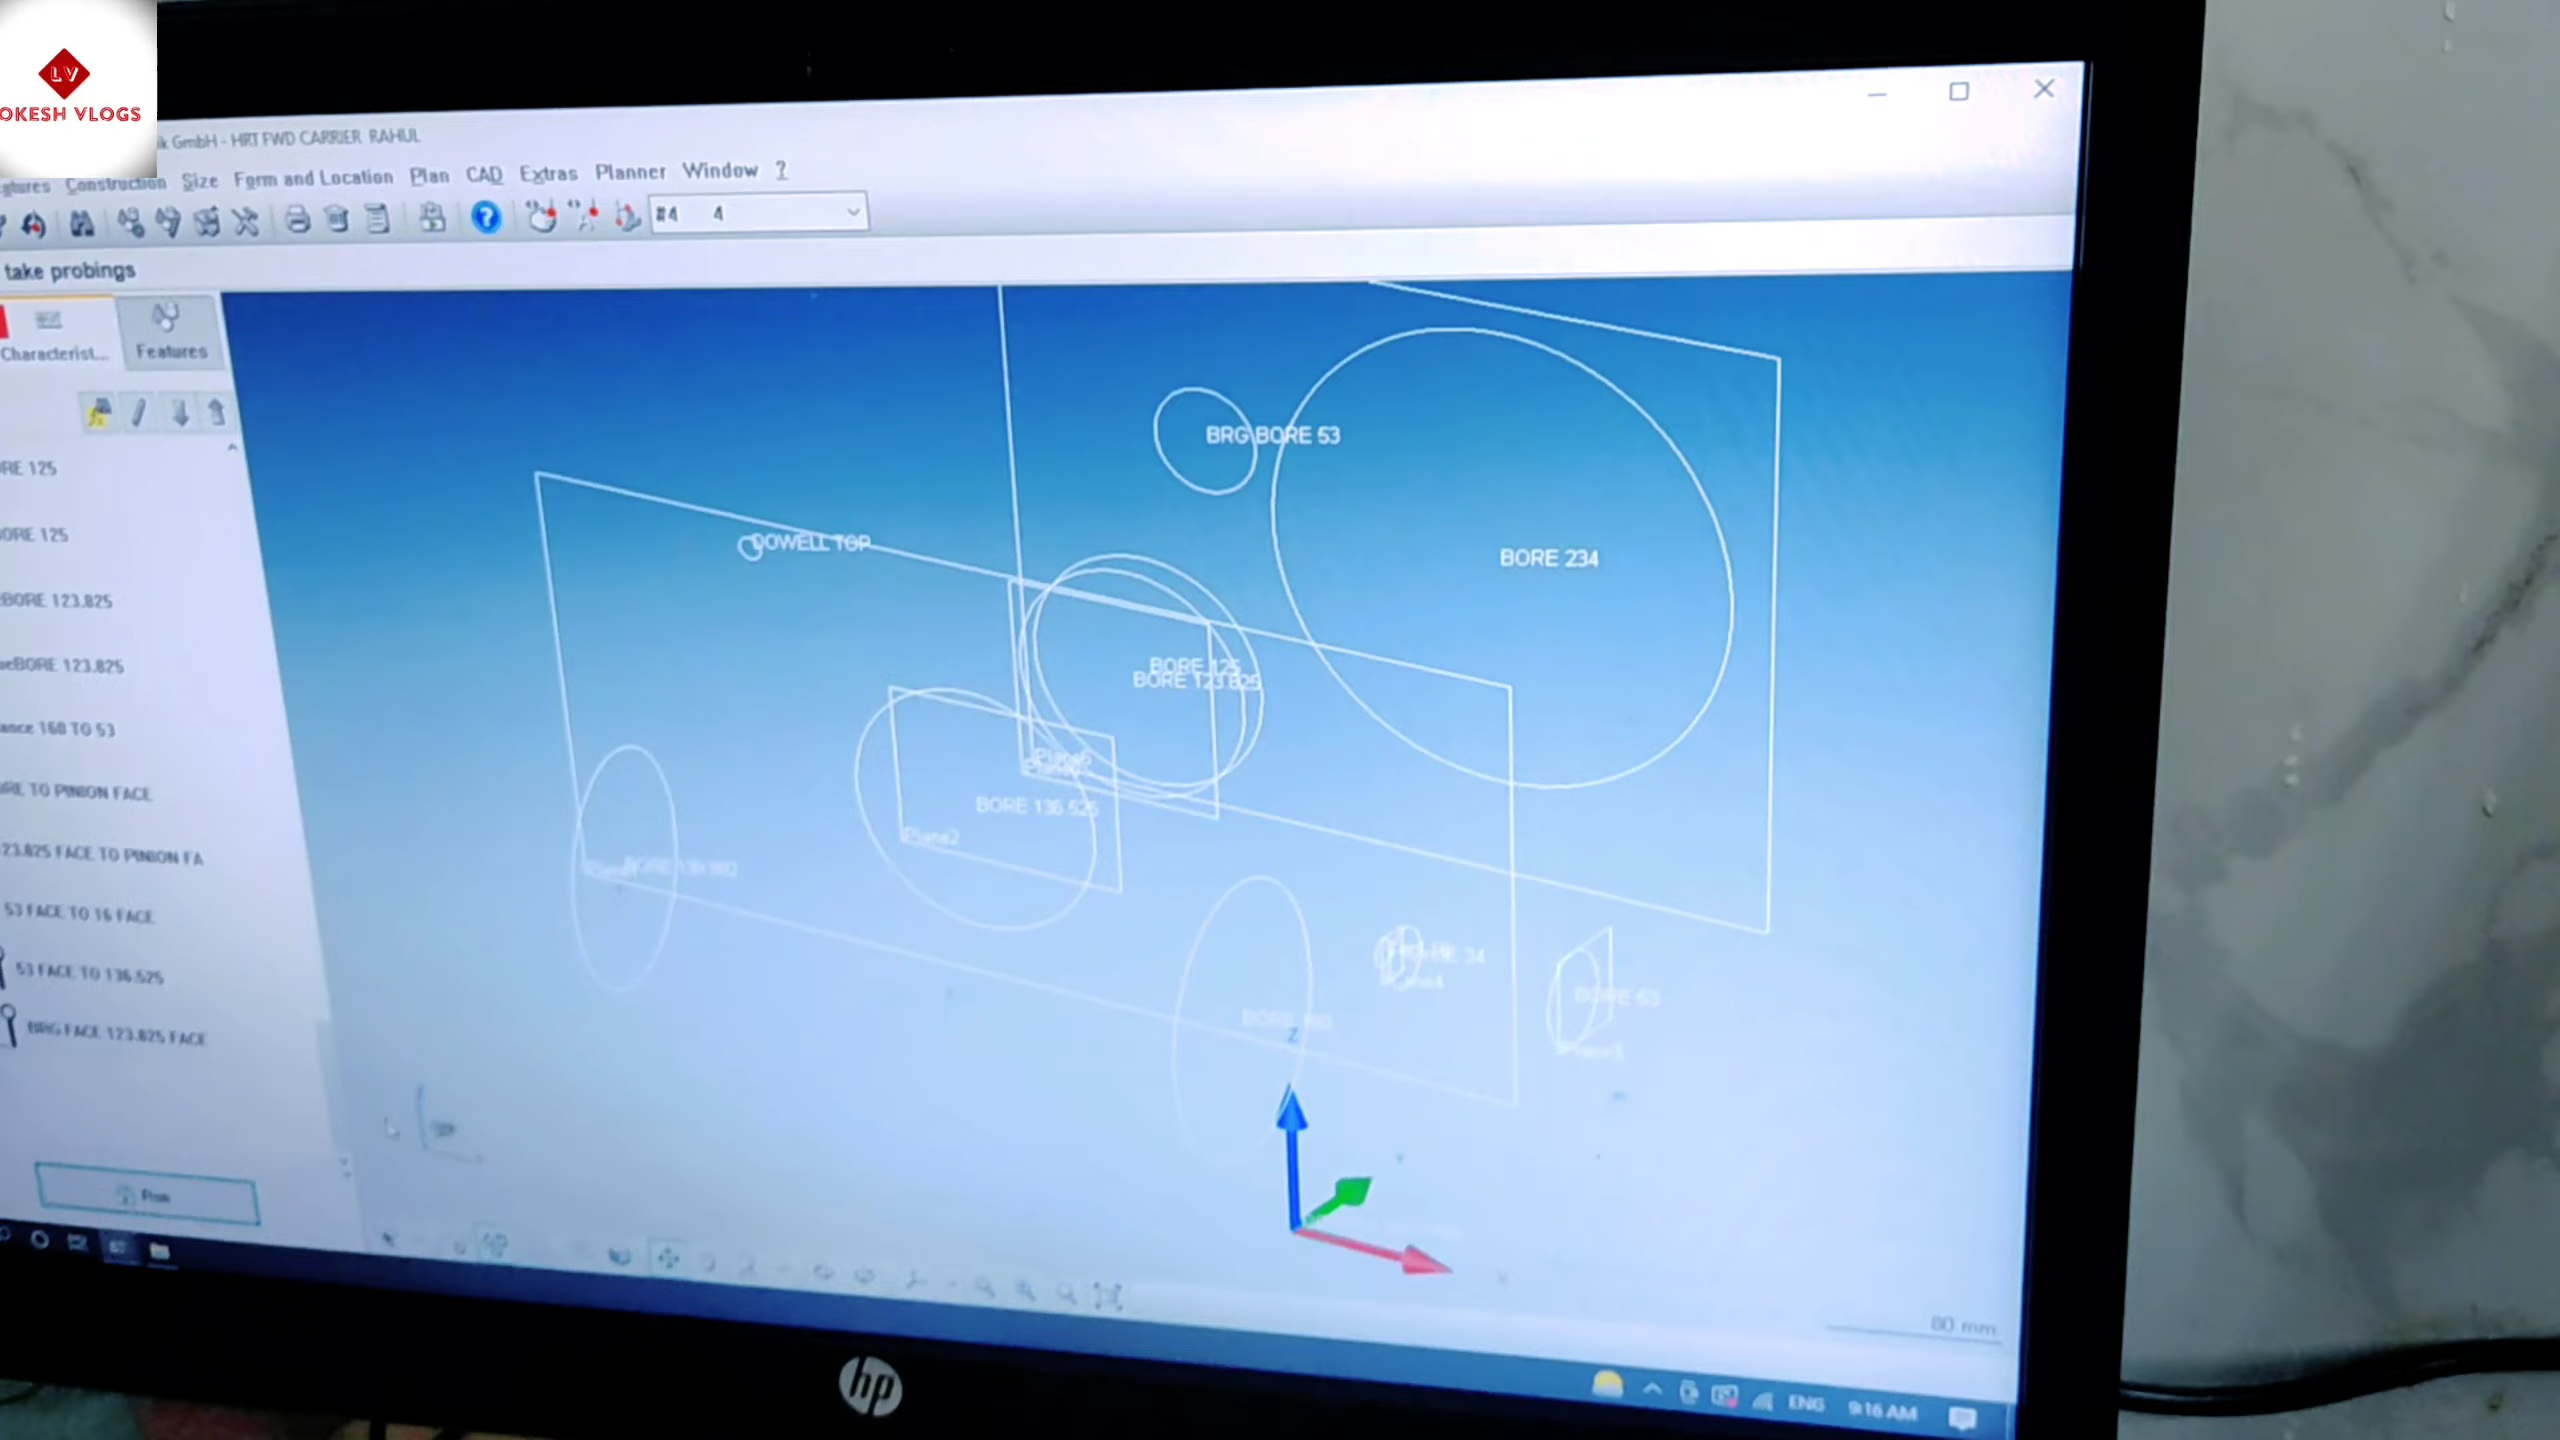 LV
OKESH VLOGS
k GmbH - HRT FWD CARRIER RAHUL
Construction Size Form and Location Plan CAD Extras Planner Window ?
#4 4
take probings
Characterist...
Features
RE 125
ORE 125
BORE 123.825
seBORE 123.825
ance 160 TO 53
RE TO PINION FACE
23.825 FACE TO PINION FA
53 FACE TO 16 FACE
53 FACE TO 136.525
BRG FACE 123.825 FACE
Run
BRG BORE 53
BORE 234
DOWELL TOP
BORE 125
BORE 123.825
BORE 136.525
Plane2
BORE 53
Z
80 mm
hp
ENG 9:16 AM